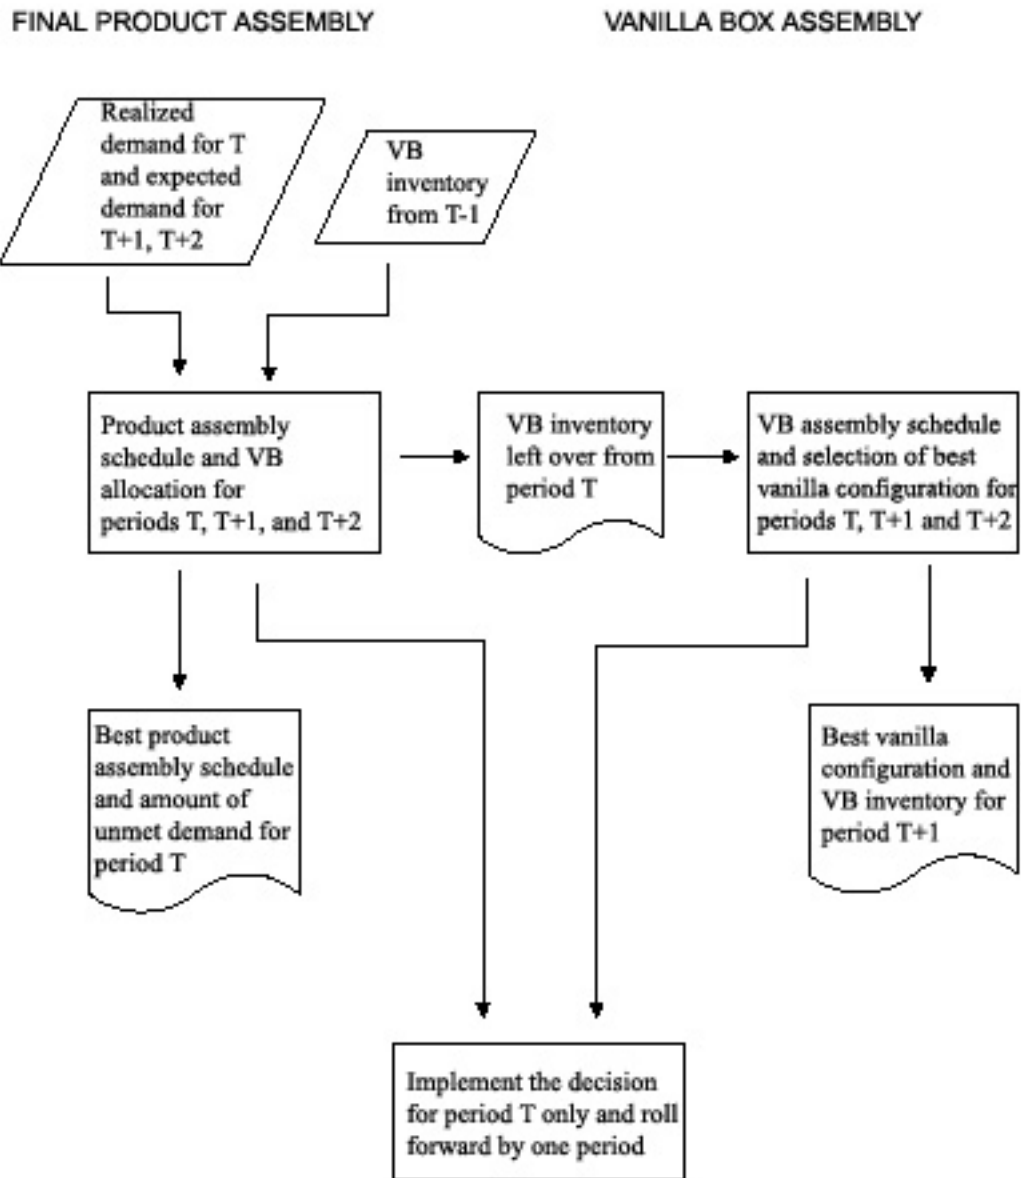 FINAL PRODUCT ASSEMBLY
VANILLA BOX ASSEMBLY
Realized
demand for T
and expected
demand for
T+1, T+2
VB
inventory
from T-1
Product assembly
schedule and VB
allocation for
periods T, T+1, and T+2
VB inventory
left over from
period T
VB assembly schedule
and selection of best
vanilla configuration for
periods T, T+1 and T+2
Best product
assembly schedule
and amount of
unmet demand for
period T
Best vanilla
configuration and
VB inventory for
period T+1
Implement the decision
for period T only and roll
forward by one period